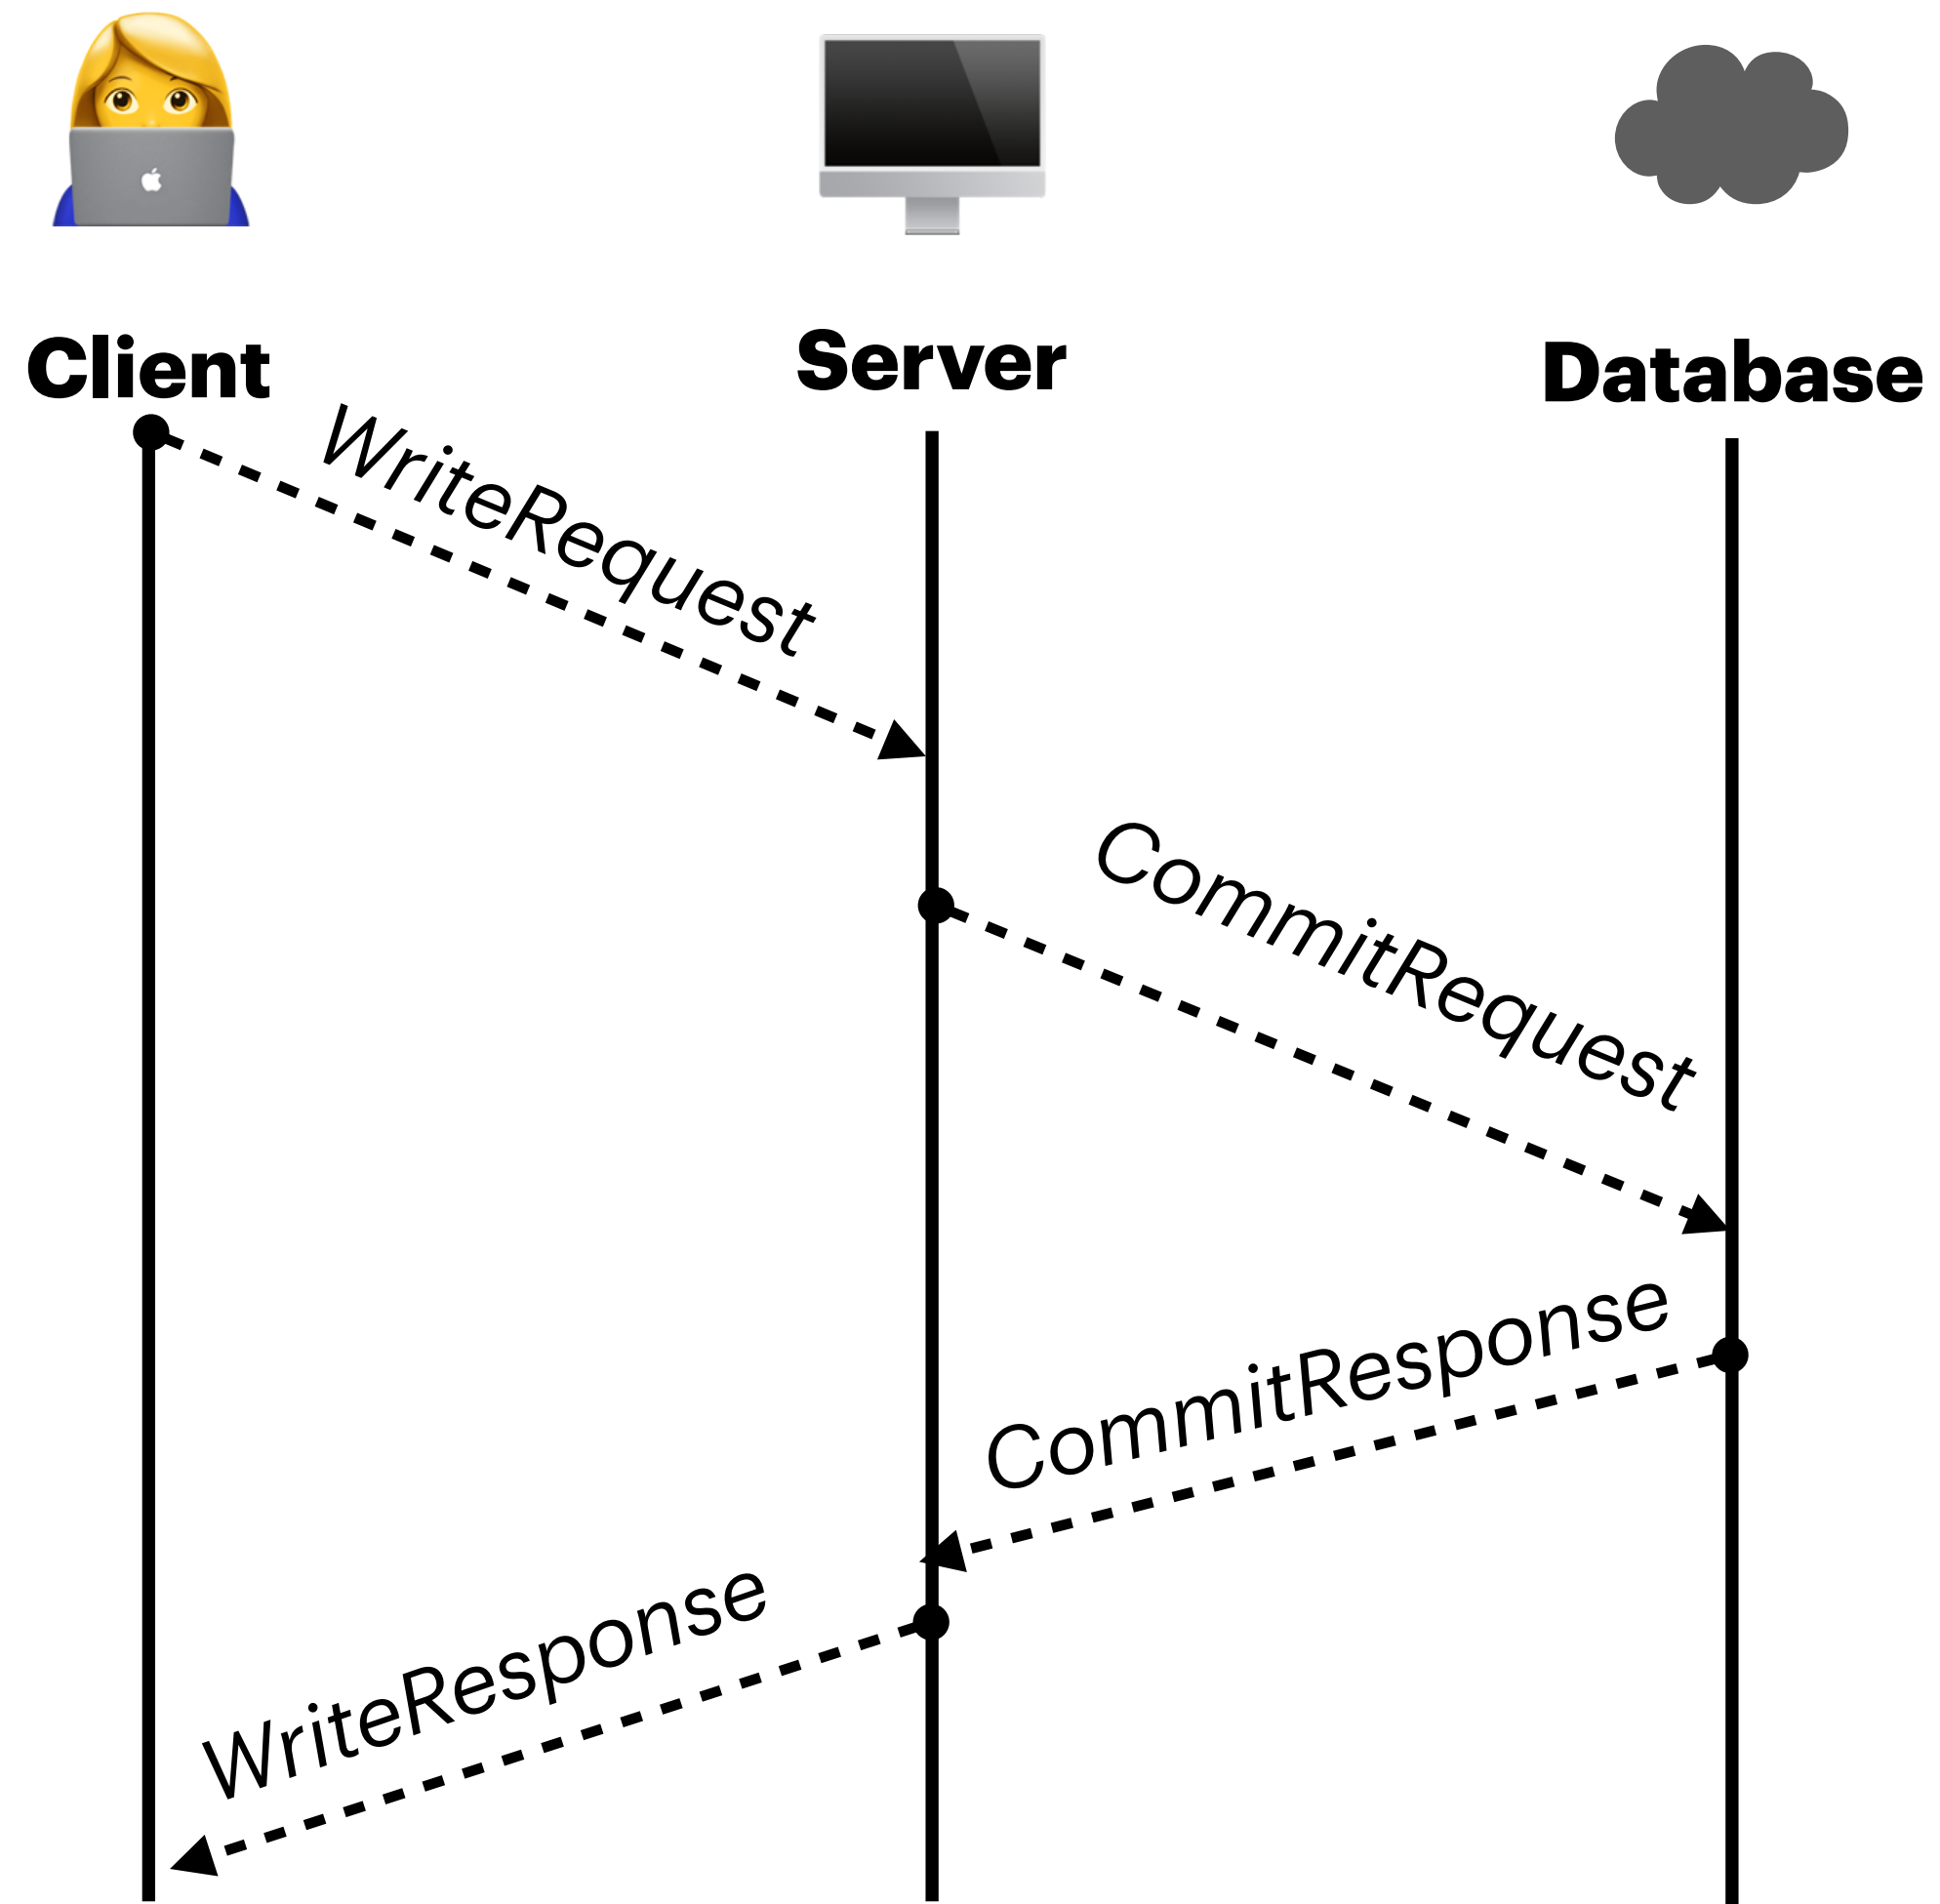 Client
Server
Database
WriteRequest
CommitRequest
CommitResponse
WriteResponse